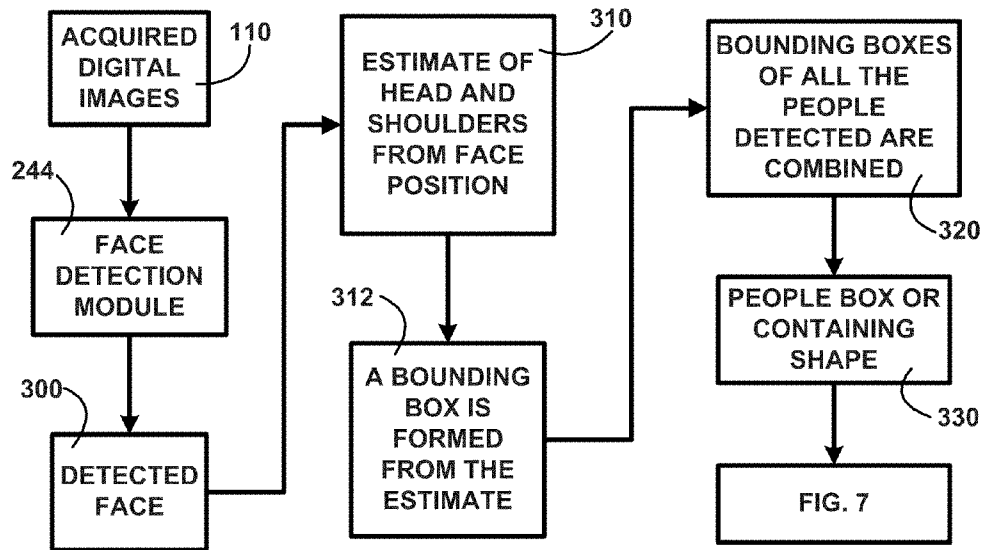 110
ACQUIRED
DIGITAL
IMAGES
244
FACE
DETECTION
MODULE
300
DETECTED
FACE
310
ESTIMATE OF
HEAD AND
SHOULDERS
FROM FACE
POSITION
312
A BOUNDING
BOX IS
FORMED
FROM THE
ESTIMATE
BOUNDING BOXES
OF ALL THE
PEOPLE
DETECTED ARE
COMBINED
320
PEOPLE BOX OR
CONTAINING
SHAPE
330
FIG. 7